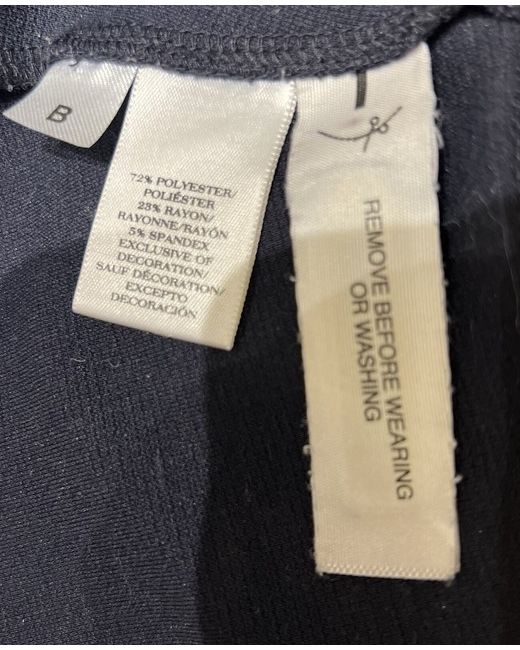 B
72% POLYESTER/
POLIÉSTER
23% RAYON/
RAYONNE/RAYÓN
5% SPANDEX
EXCLUSIVE OF
DECORATION/
SAUF DÉCORATION/
EXCEPTO
DECORACIÓN
REMOVE BEFORE WEARING
OR WASHING